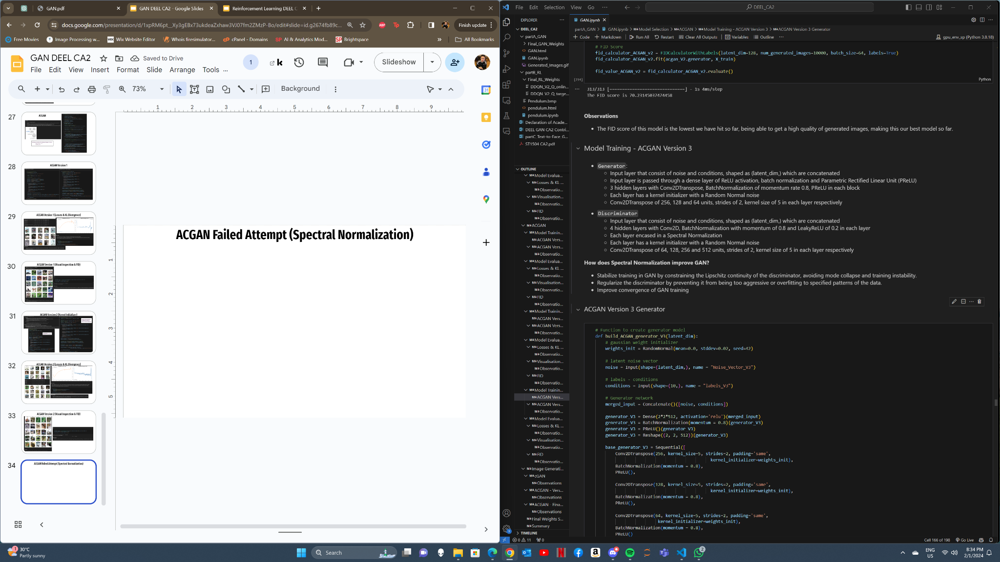 GAN.pdf
GAN DEEL CA2 - Google Slides
Reinforcement Learning DEEL C
docs.google.com/presentation/d/1xpRM6pt__Xy3gEBx73ukdeaZxhaw3VJ07fm2ZMzP-Bo/edit#slide=id.g2674fb89c...
Finish update
Free Movies
Image Processing w...
Wix Website Editor
Whois firesimulator...
cPanel - Domains
AI & Analytics Mod...
Brightspace
All Bookmarks
GAN DEEL CA2
Saved to Drive
File Edit View Insert Format Slide Arrange Tools ...
1
Slideshow
73%
Background
1 2 3 4 5 6 7 8 9
27
ACGAN
28
ACGAN Version 1
29
ACGAN Version 1 (Losses & KL Divergence)
30
ACGAN Version 1 (Visual Inspection & FID)
31
ACGAN Version 2 (Kernel Initializer)
32
ACGAN Version 2 (Losses & KL Divergence)
33
ACGAN Version 2 (Visual Inspection & FID)
34
ACGAN Failed Attempt (Spectral Normalization)
ACGAN Failed Attempt (Spectral Normalization)
1
2
3
4
5
File Edit Selection View Go ...
DEEL_CA2
EXPLORER
DEEL_CA2
partA_GAN
Final_GAN_Weights
GAN.html
GAN.ipynb
Generated_Images.gif
partB_RL
Final_RL_Weights
DDQN_V2_Q_onlin...
DDQN_V2_Q_targe...
Pendulum.bmp
pendulum.html
pendulum.ipynb
Declaration of Acade...
DEEL GAN CA2 Contri...
partC Text-to-Face_G...
ST1504 CA2.pdf
OUTLINE
Model Evalua...
Losses & KL ...
Observatio...
Visualisation...
Observatio...
FID
Observatio...
ACGAN
Model Trainin...
ACGAN Vers...
ACGAN Vers...
Observatio...
Model Evalua...
Losses & KL ...
Observatio...
Visualisation...
Observatio...
FID
Observatio...
Model Trainin...
ACGAN Vers...
ACGAN Vers...
Observatio...
Model Evalua...
Losses & KL ...
Observatio...
Visualisation...
Observatio...
FID
Observatio...
Model Trainin...
ACGAN Vers...
ACGAN Vers...
Observatio...
Model Evalua...
Losses & KL ...
Observatio...
Visualisation...
Observatio...
FID
Observatio...
Image Generati...
cGAN
Observations
ACGAN - Vers...
Observations
ACGAN - Fina...
Observations
Final Weights S...
Summary
TIMELINE
GAN.ipynb
partA_GAN > GAN.ipynb > Model Selection > ACGAN > Model Training - ACGAN Version 3 > ACGAN Version 3 Generator
+ Code + Markdown Run All Restart Clear All Outputs Variables Outline ...
gpu_env_sp (Python 3.8.18)
# FID Score
fid_calculator_ACGAN_v2 = FIDCalculatorWithLabels(latent_dim=128, num_generated_images=10000, batch_size=64, labels=True)
fid_calculator_ACGAN_v2.fit(acgan_v2.generator, X_train)
fid_value_ACGAN_v2 = fid_calculator_ACGAN_v2.evaluate()
[214]
Python
313/313 [==============================] - 1s 4ms/step
The FID score is 70.23145037474458
Observations
The FID score of this model is the lowest we have hit so far, being able to get a high quality of generated images, making this our best model so far.
Model Training - ACGAN Version 3
Generator:
Input layer that consist of noise and conditions, shaped as (latent_dim,) which are concatenated
Input layer is passed through a dense layer of ReLU activation, batch normalization and Parametric Rectified Linear Unit (PReLU)
3 hidden layers with Conv2DTranspose, BatchNormalization of momentum rate 0.8, PReLU in each block
Each layer has a kernel initializer with a Random Normal noise
Conv2DTranspose of 256, 128 and 64 units, strides of 2, kernel size of 5 in each layer respectively
Discriminator
Input layer that consist of noise and conditions, shaped as (latent_dim,) which are concatenated
4 hidden layers with Conv2D, BatchNormalization with momentum of 0.8 and LeakyReLU of 0.2 in each layer
Each layer encased in a Spectral Normalization
Each layer has a kernel initializer with a Random Normal noise
Conv2DTranspose of 64, 128, 256 and 512 units, strides of 2, kernel size of 5 in each layer respectively
How does Spectral Normalization improve GAN?
Stabilize training in GAN by constraining the Lipschitz continuity of the discriminator, avoiding mode collapse and training instability.
Regularize the discriminator by preventing it from being too aggressive or overfitting to specified patterns of the data.
Improve convergence of GAN training
ACGAN Version 3 Generator
# Function to create generator model
def build_ACGAN_generator_V3(latent_dim):
# gaussian weight initializer
weights_init = RandomNormal(mean=0.0, stddev=0.02, seed=42)
# latent noise vector
noise = Input(shape=(latent_dim,), name = "Noise_Vector_V3")
# labels - conditions
conditions = Input(shape=(10,), name = "labels_V3")
# Generator network
merged_input = Concatenate()([noise, conditions])
generator_V3 = Dense(2*2*512, activation='relu')(merged_input)
generator_V3 = BatchNormalization(momentum = 0.8)(generator_V3)
generator_V3 = PReLU()(generator_V3)
generator_V3 = Reshape((2, 2, 512))(generator_V3)
base_generator_V3 = Sequential([
Conv2DTranspose(256, kernel_size=5, strides=2, padding='same',
kernel_initializer=weights_init),
BatchNormalization(momentum = 0.8),
PReLU(),
Conv2DTranspose(128, kernel_size=5, strides=2, padding='same',
kernel_initializer=weights_init),
BatchNormalization(momentum = 0.8),
PReLU(),
Conv2DTranspose(64, kernel_size=5, strides=2, padding='same',
kernel_initializer=weights_init),
BatchNormalization(momentum = 0.8),
PReLU()
0 11 0
Cell 166 of 198
Go Live
30°C
Partly sunny
Search
ENG
US
8:34 PM
2/1/2024